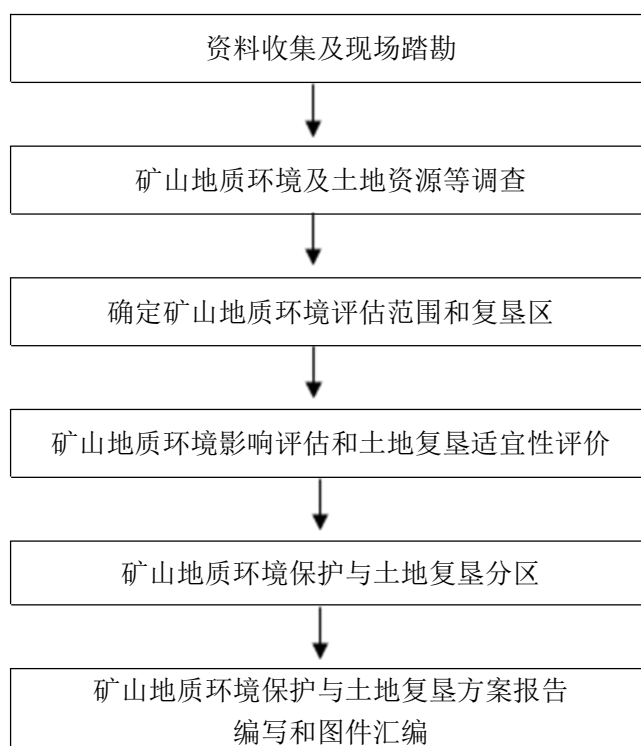 资料收集及现场踏勘
矿山地质环境及土地资源等调查
确定矿山地质环境评估范围和复垦区
矿山地质环境影响评估和土地复垦适宜性评价
矿山地质环境保护与土地复垦分区
矿山地质环境保护与土地复垦方案报告
编写和图件汇编